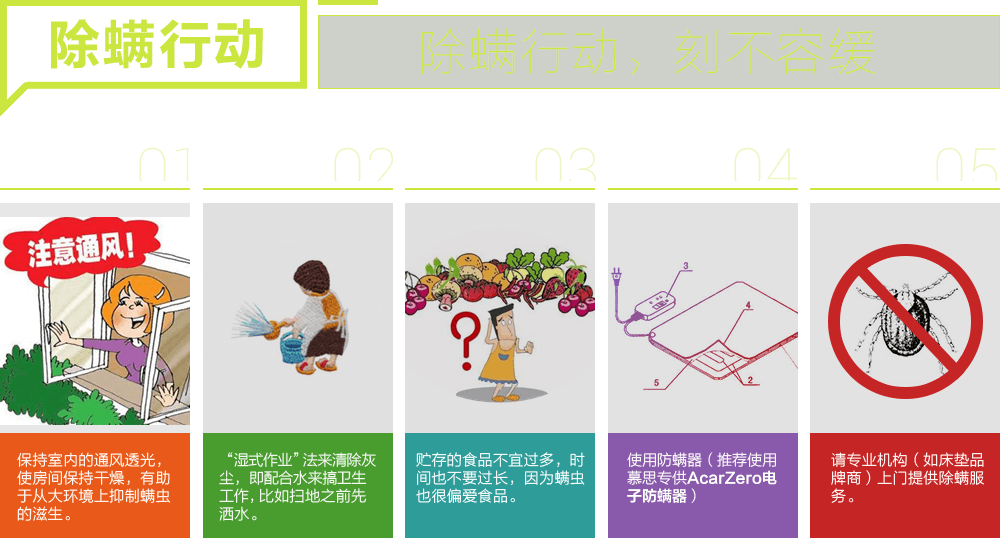 除螨行动
除螨行动，刻不容缓
01
02
03
04
05
注意通风！
3
4
5
2
保持室内的通风透光，
使房间保持干燥，有助
于从大环境上抑制螨虫
的滋生。
“湿式作业”法来清除灰
尘，即配合水来搞卫生
工作，比如扫地之前先
洒水。
贮存的食品不宜过多，时
间也不要过长，因为螨虫
也很偏爱食品。
使用防螨器（推荐使用
慕思专供AcarZero电
子防螨器）
请专业机构（如床垫品
牌商）上门提供除螨服
务。